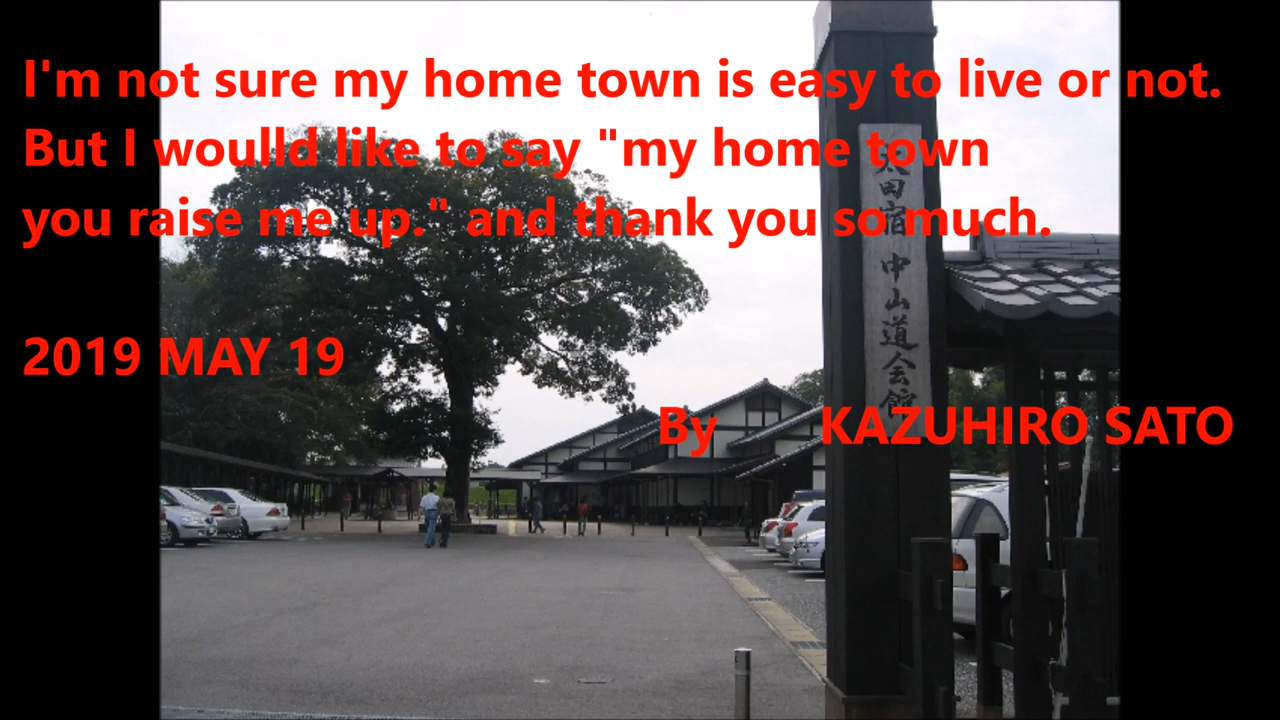 I'm not sure my home town is easy to live or not.
But I woulld like to say "my home town
you raise me up." and thank you so much.
2019 MAY 19
By KAZUHIRO SATO
太田宿中山道会館